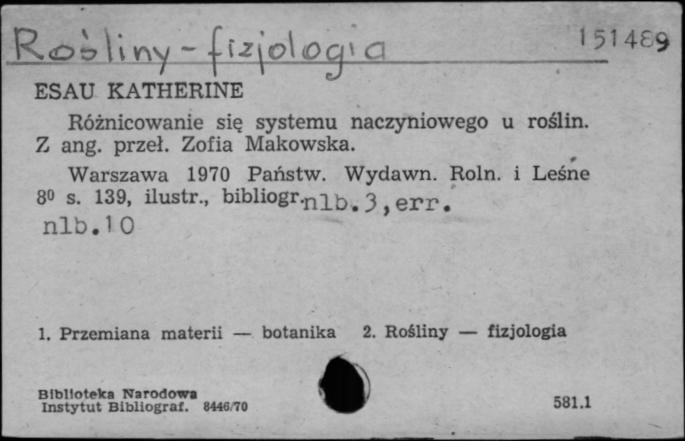 Rośliny - fizjologia 151489
ESAU KATHERINE
Różnicowanie się systemu naczyniowego u roślin.
Z ang. przeł. Zofia Makowska.
Warszawa 1970 Państw. Wydawn. Roln. i Leśne
8⁰ s. 139, ilustr., bibliogr. nlb. 3, err.
nlb. 10
1. Przemiana materii — botanika 2. Rośliny — fizjologia
Biblioteka Narodowa
Instytut Bibliograf. 8446/70 581.1